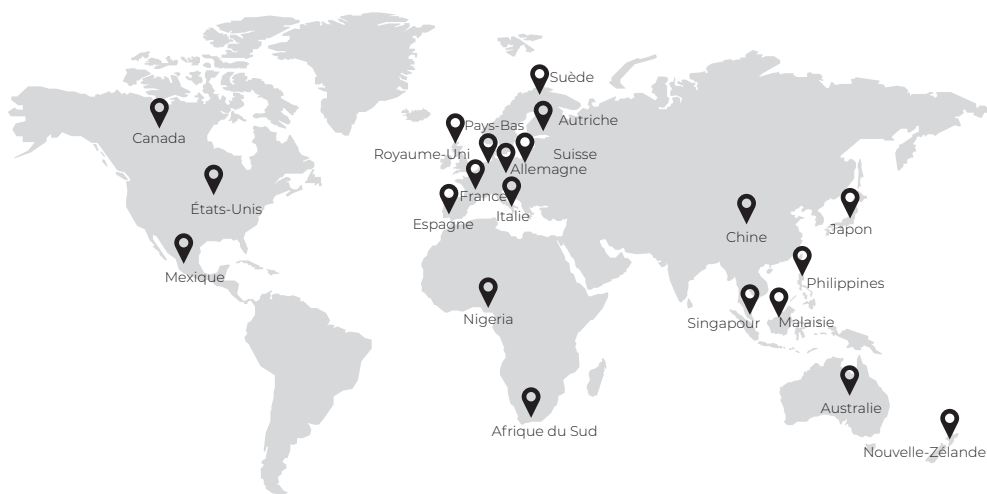 Suède
Autriche
Pays-Bas
Canada
Royaume-Uni
Suisse
Allemagne
France
États-Unis
Italie
Espagne
Japon
Chine
Mexique
Philippines
Nigeria
Singapour
Malaisie
Australie
Afrique du Sud
Nouvelle-Zélande